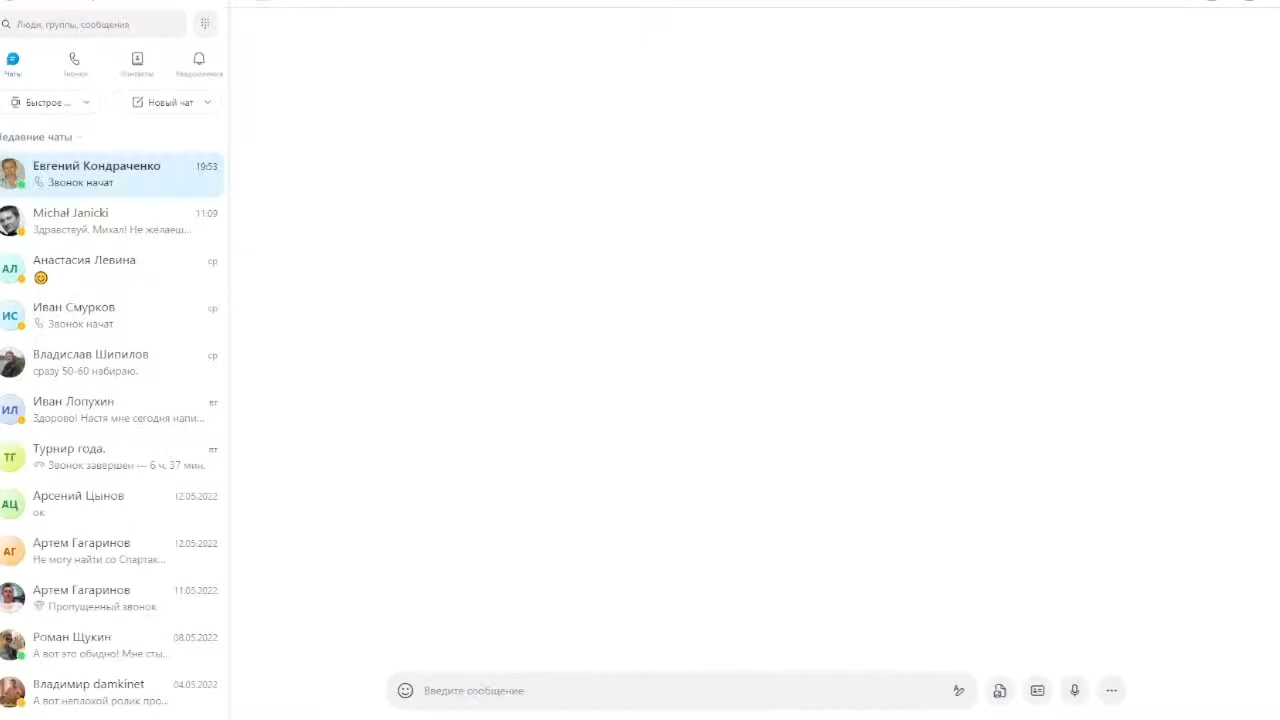 Люди, группы, сообщения
Чаты Звонки Контакты Уведомления
Быстрое ... Новый чат
Недавние чаты
Евгений Кондраченко 19:53
Звонок начат
Michał Janicki 11:09
Здравствуй, Михал! Не желаеш...
Анастасия Левина ср
АЛ
Иван Смурков ср
ИС
Звонок начат
Владислав Шипилов ср
сразу 50-60 набираю.
Иван Лопухин вт
ИЛ
Здорово! Настя мне сегодня напи...
Турнир года. вт
ТГ
Звонок завершен — 6 ч, 37 мин.
Арсений Цынов 12.05.2022
АЦ
ок
Артем Гагаринов 12.05.2022
АГ
Не могу найти со Спартак...
Артем Гагаринов 11.05.2022
Пропущенный звонок
Роман Щукин 08.05.2022
А вот это обидно! Мне сты...
Владимир damkinet 04.05.2022
А вот неплохой ролик про...
Введите сообщение